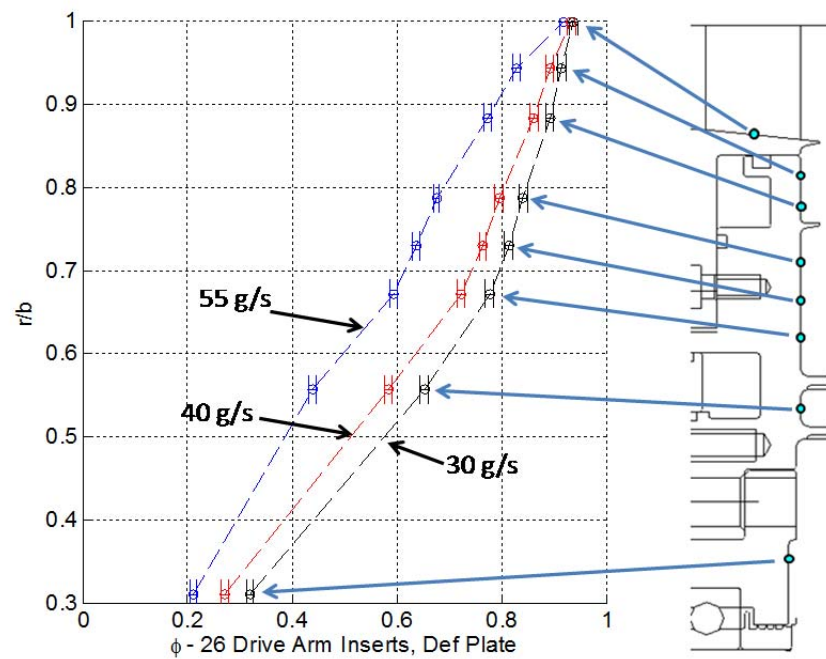 1
0.9
0.8
0.7
0.6
0.5
0.4
0.3
r/b
55 g/s
40 g/s
30 g/s
0 0.2 0.4 0.6 0.8 1
ϕ - 26 Drive Arm Inserts, Def Plate